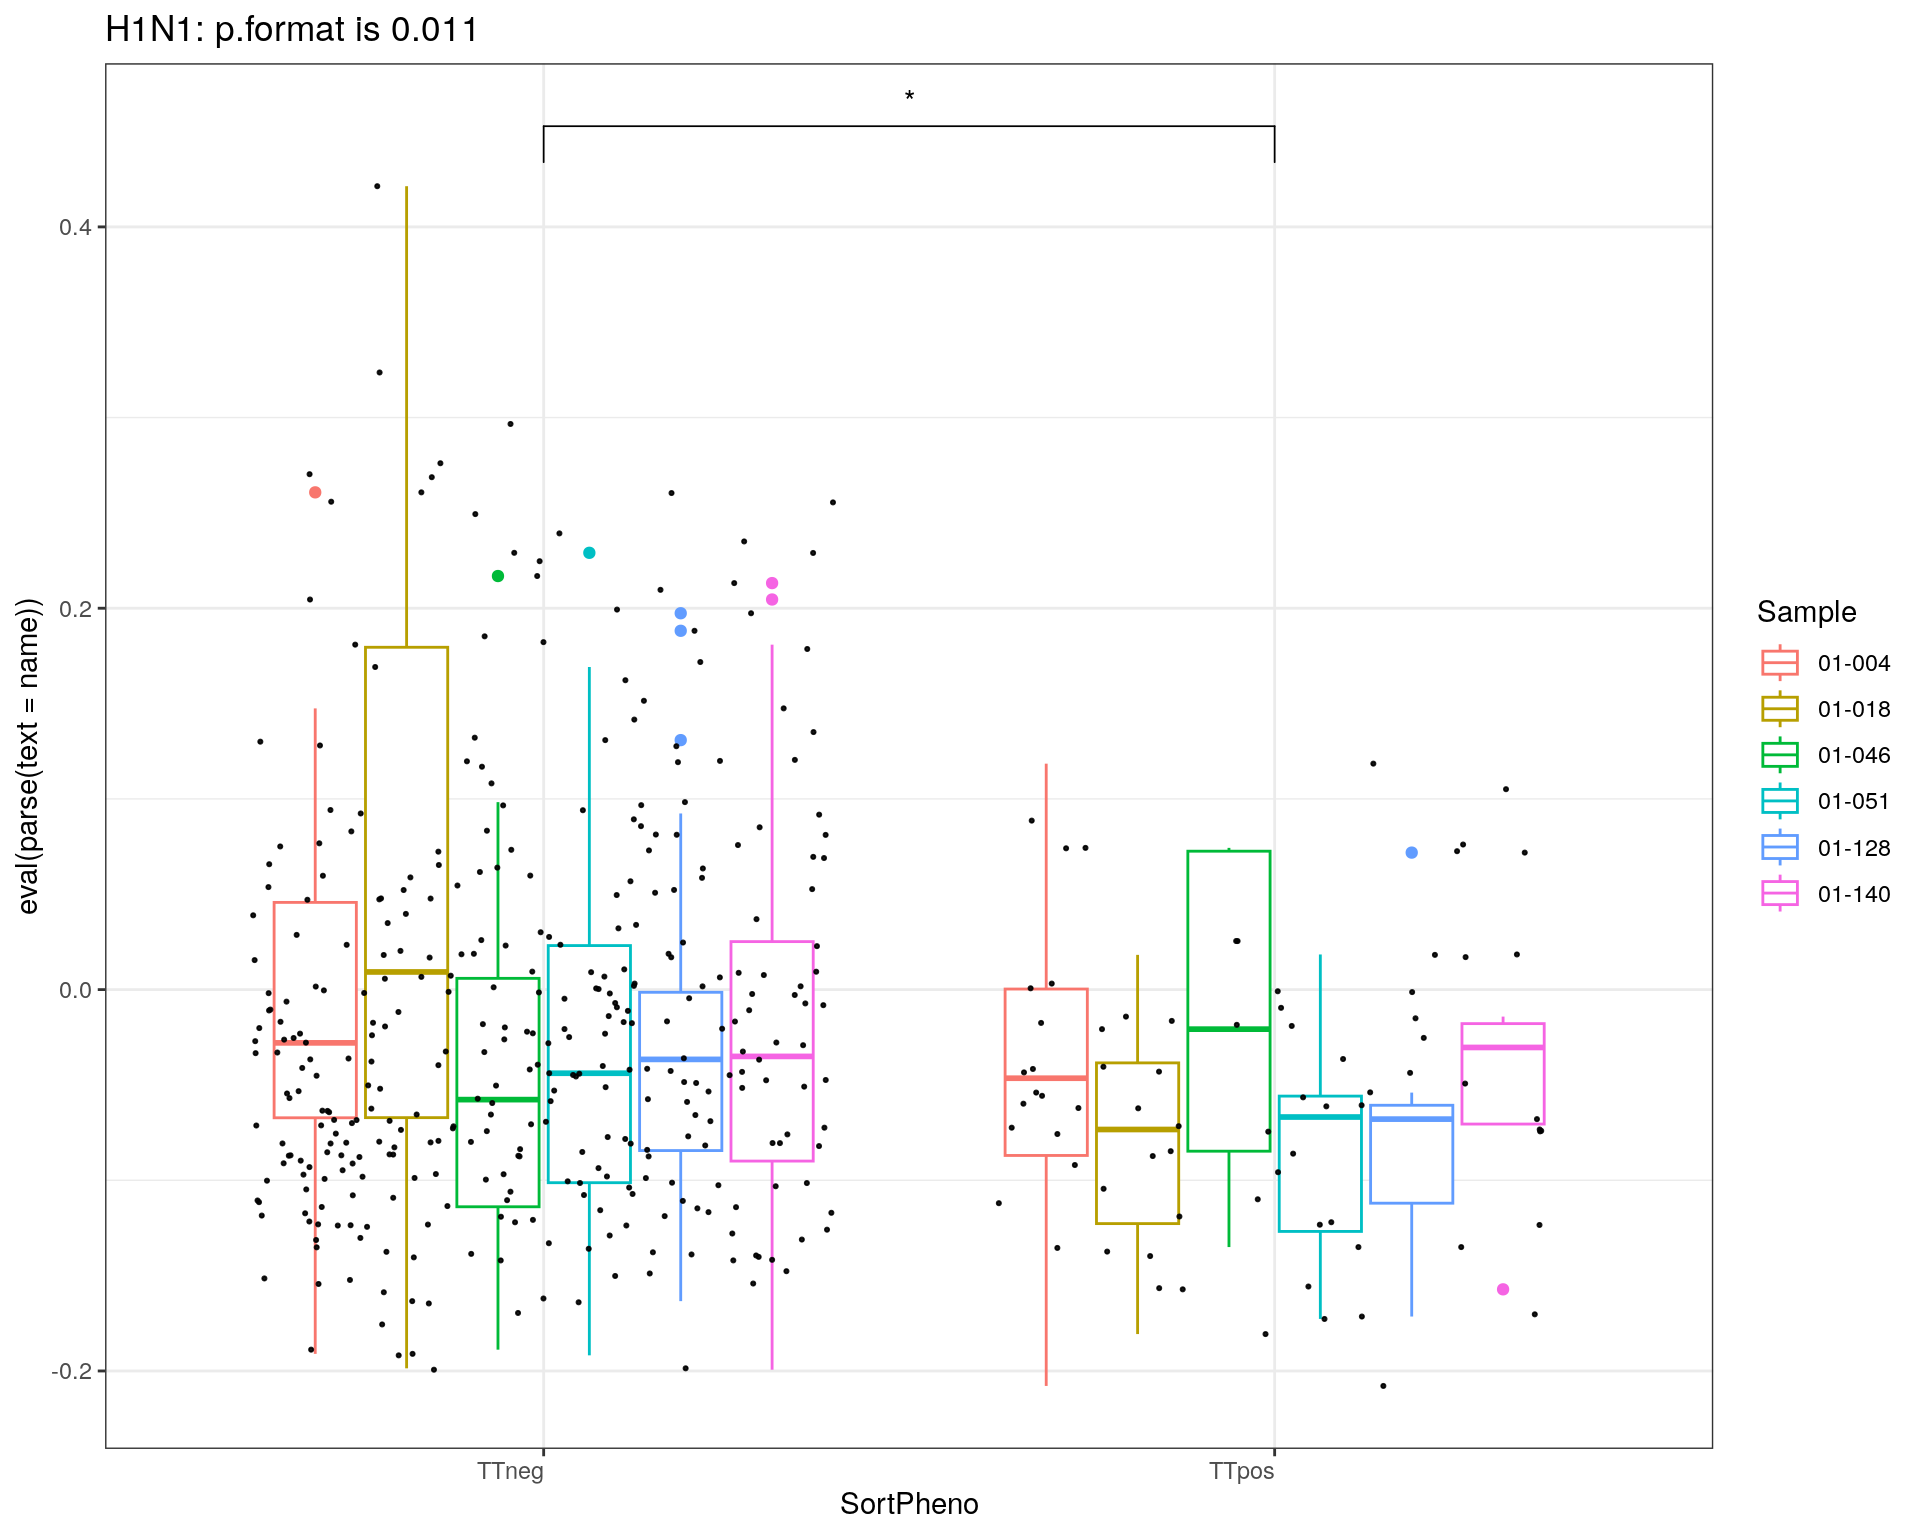 H1N1: p.format is 0.011
*
0.4
0.2
0.0
-0.2
eval(parse(text = name))
TTneg
TTpos
SortPheno
Sample
01-004
01-018
01-046
01-051
01-128
01-140